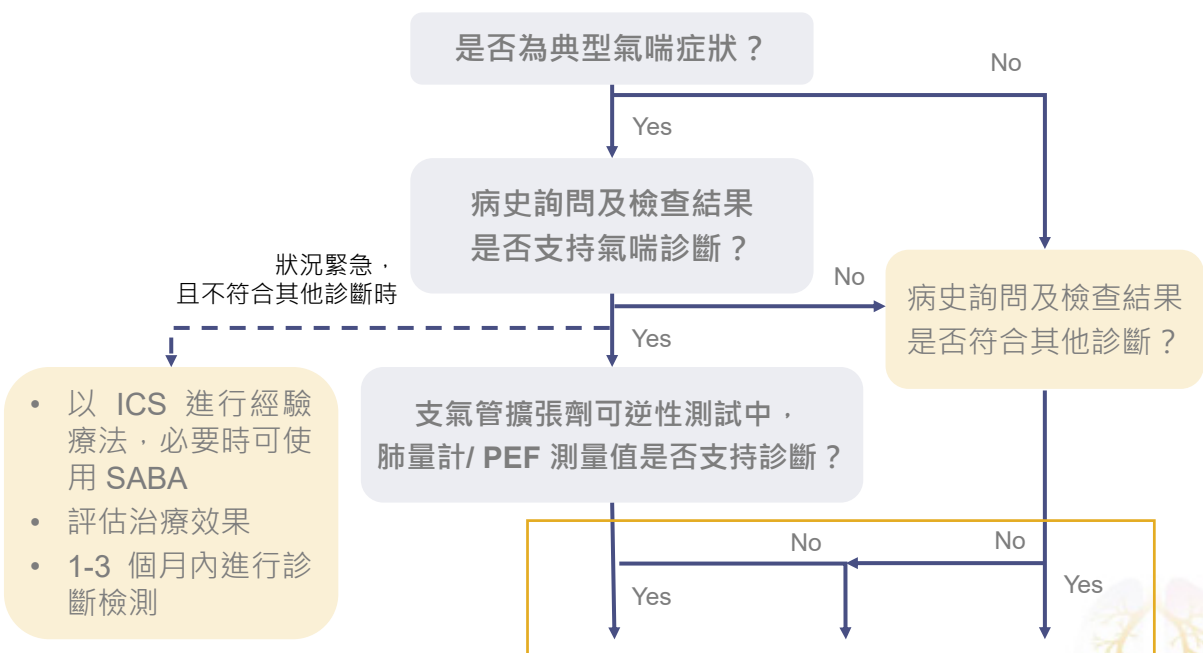 是否為典型氣喘症狀？
No
Yes
病史詢問及檢查結果
是否支持氣喘診斷？
狀況緊急，
且不符合其他診斷時
No
病史詢問及檢查結果
是否符合其他診斷？
Yes
• 以 ICS 進行經驗
療法，必要時可使
用 SABA
• 評估治療效果
• 1-3 個月內進行診
斷檢測
支氣管擴張劑可逆性測試中，
肺量計/ PEF 測量值是否支持診斷？
No
No
Yes
Yes